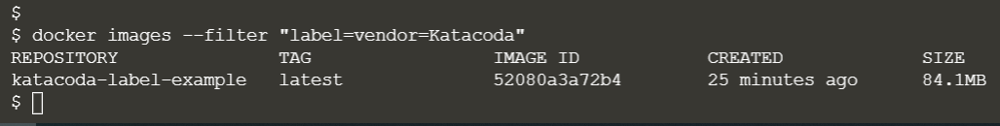 $
$ docker images --filter "label=vendor=Katacoda"
REPOSITORY TAG IMAGE ID CREATED SIZE
katacoda-label-example latest 52080a3a72b4 25 minutes ago 84.1MB
$